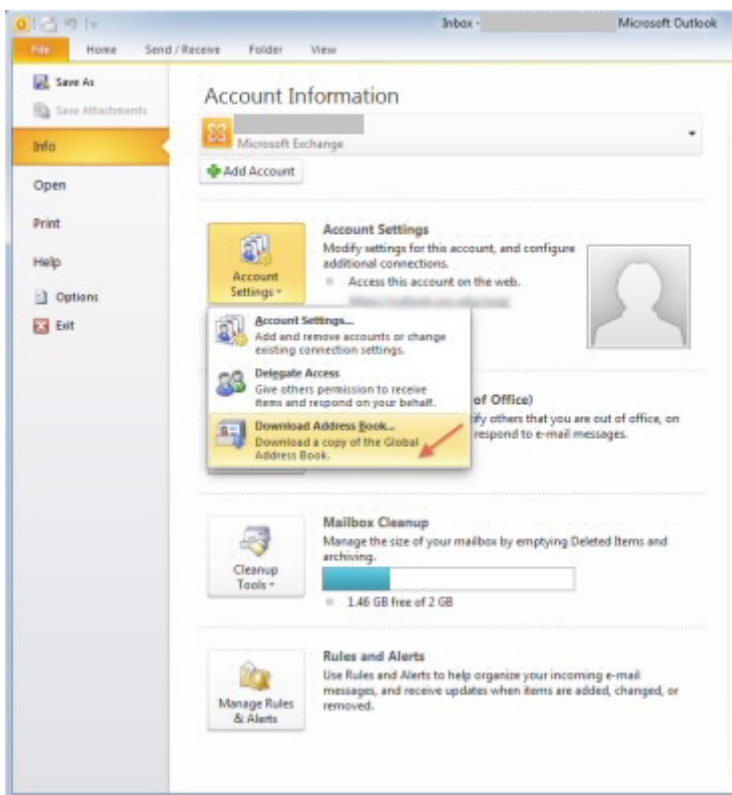 Inbox - Microsoft Outlook
File Home Send / Receive Folder View
Save As
Save Attachments
Info
Open
Print
Help
Options
Exit
Account Information
Microsoft Exchange
Add Account
Account Settings
Account Settings
Modify settings for this account, and configure
additional connections.
Access this account on the web.
Account Settings...
Add and remove accounts or change
existing connection settings.
Delegate Access
Give others permission to receive
items and respond on your behalf.
Download Address Book...
Download a copy of the Global
Address Book.
of Office)
ify others that you are out of office, on
respond to e-mail messages.
Cleanup
Tools
Mailbox Cleanup
Manage the size of your mailbox by emptying Deleted Items and
archiving.
1.46 GB free of 2 GB
Manage Rules
& Alerts
Rules and Alerts
Use Rules and Alerts to help organize your incoming e-mail
messages, and receive updates when items are added, changed, or
removed.